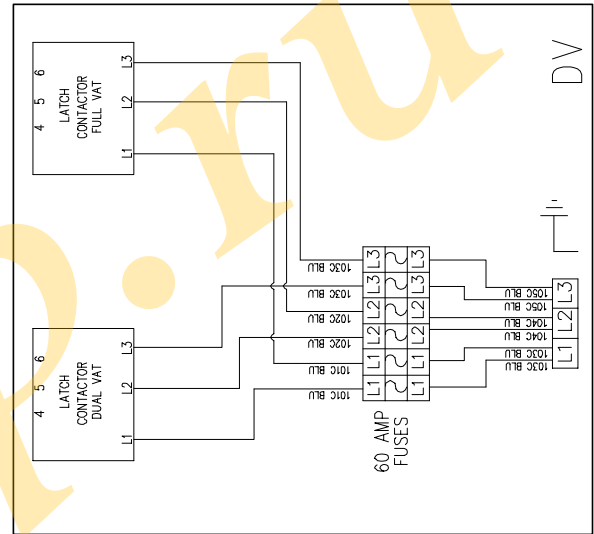 6
5
4
LATCH
CONTACTOR
FULL VAT
L3
L2
L1
6
5
4
LATCH
CONTACTOR
DUAL VAT
L3
L2
L1
103C BLU
103C BLU
102C BLU
102C BLU
101C BLU
101C BLU
L3 L3
L3 L3
L2 L2
L2 L2
L1 L1
L1 L1
60 AMP
FUSES
105C BLU
105C BLU
104C BLU
104C BLU
103C BLU
103C BLU
L3
L2
L1
DV
p.ru